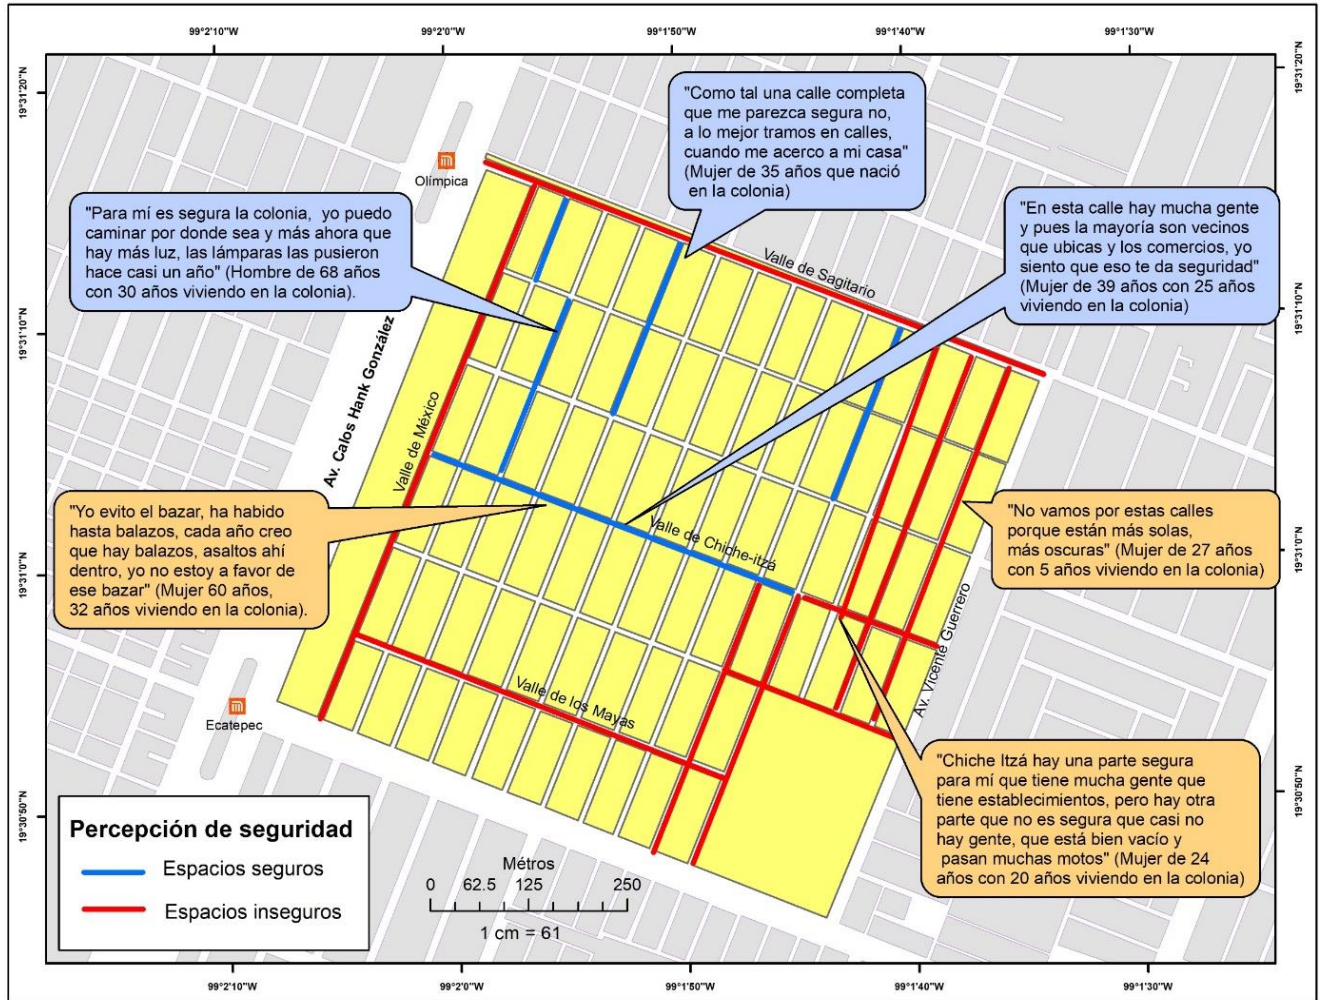 99°2'10"W
99°2'0"W
99°1'50"W
99°1'40"W
99°1'30"W
19°31'20"N
19°31'20"N
"Como tal una calle completa
que me parezca segura no,
a lo mejor tramos en calles,
cuando me acerco a mi casa"
(Mujer de 35 años que nació
en la colonia)
Olímpica
"Para mí es segura la colonia, yo puedo
caminar por donde sea y más ahora que
hay más luz, las lámparas las pusieron
hace casi un año" (Hombre de 68 años
con 30 años viviendo en la colonia).
"En esta calle hay mucha gente
y pues la mayoría son vecinos
que ubicas y los comercios, yo
siento que eso te da seguridad"
(Mujer de 39 años con 25 años
viviendo en la colonia)
Valle de Sagitario
19°31'10"N
19°31'10"N
Av. Calos Hank González
Valle de México
"Yo evito el bazar, ha habido
hasta balazos, cada año creo
que hay balazos, asaltos ahí
dentro, yo no estoy a favor de
ese bazar" (Mujer 60 años,
32 años viviendo en la colonia).
Valle de Chiche-itzá
"No vamos por estas calles
porque están más solas,
más oscuras" (Mujer de 27 años
con 5 años viviendo en la colonia)
19°31'0"N
19°31'0"N
Av. Vicente Guerrero
Valle de los Mayas
Ecatepec
"Chiche Itzá hay una parte segura
para mí que tiene mucha gente que
tiene establecimientos, pero hay otra
parte que no es segura que casi no
hay gente, que está bien vacío y
pasan muchas motos" (Mujer de 24
años con 20 años viviendo en la colonia)
19°30'50"N
19°30'50"N
Percepción de seguridad
Espacios seguros
Espacios inseguros
Métros
0 62.5 125 250
1 cm = 61
99°2'10"W
99°2'0"W
99°1'50"W
99°1'40"W
99°1'30"W